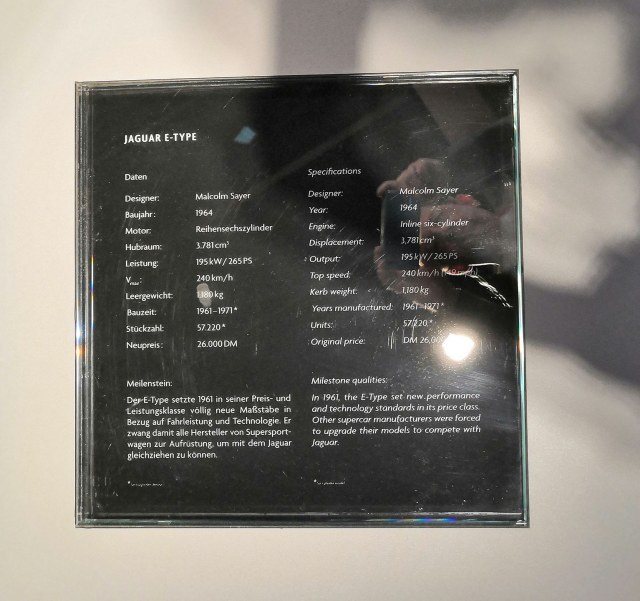 JAGUAR E-TYPE
Daten
Designer: Malcolm Sayer
Baujahr: 1964
Motor: Reihensechszylinder
Hubraum: 3.781 cm³
Leistung: 195 kW / 265 PS
Vmax: 240 km/h
Leergewicht: 1.180 kg
Bauzeit: 1961–1971*
Stückzahl: 57.220*
Neupreis: 26.000 DM
Meilenstein:
Der E-Type setzte 1961 in seiner Preis- und
Leistungsklasse völlig neue Maßstäbe in
Bezug auf Fahrleistung und Technologie. Er
zwang damit alle Hersteller von Supersport-
wagen zur Aufrüstung, um mit dem Jaguar
gleichziehen zu können.
Specifications
Designer: Malcolm Sayer
Year: 1964
Engine: Inline six-cylinder
Displacement: 3,781 cm³
Output: 195 kW / 265 PS
Top speed: 240 km/h
Kerb weight: 1,180 kg
Years manufactured: 1961–1971*
Units: 57,220*
Original price: DM
Milestone qualities:
In 1961, the E-Type set new performance
and technology standards in its price class.
Other supercar manufacturers were forced
to upgrade their models to compete with
Jaguar.